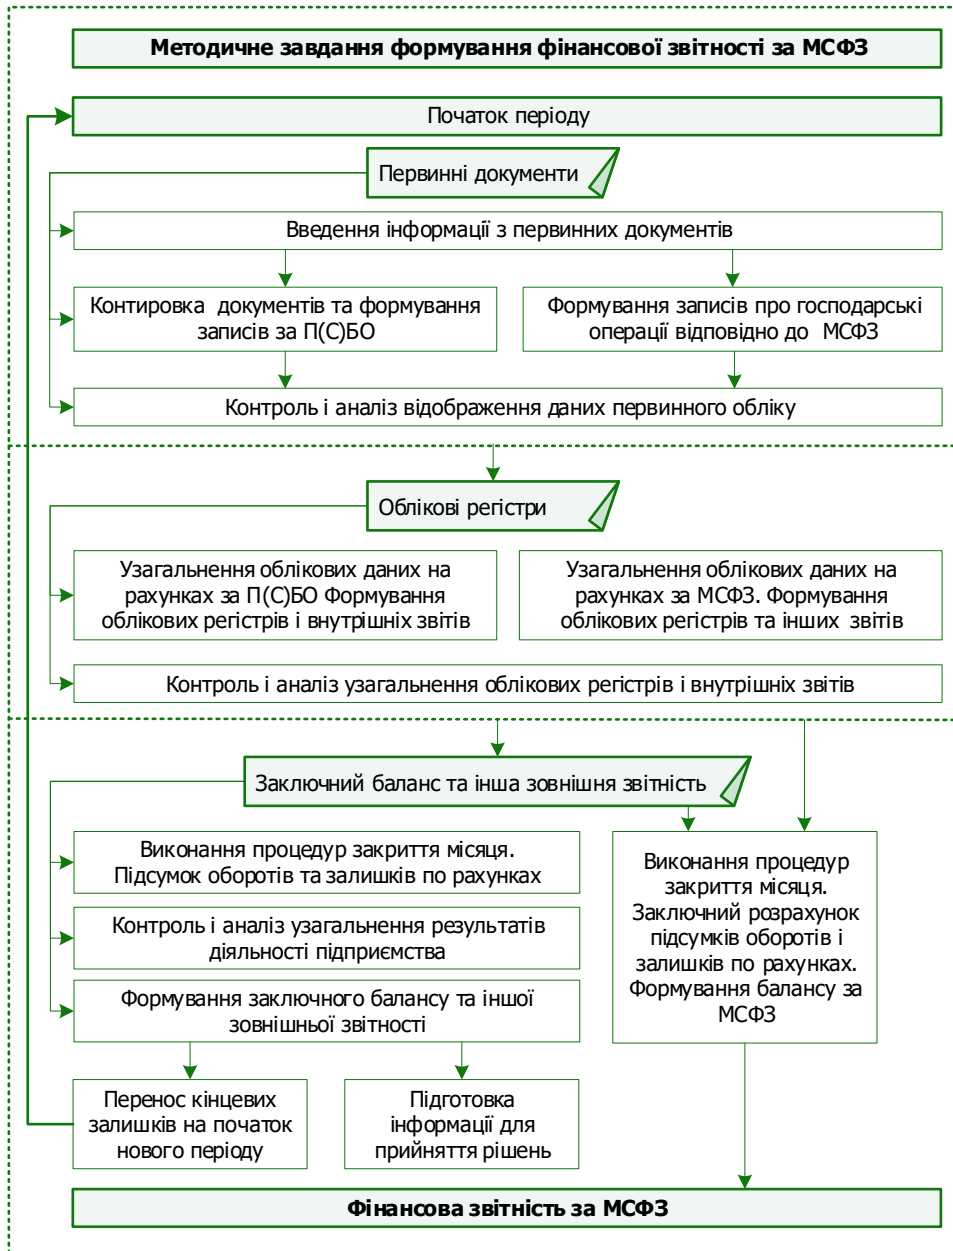 Методичне завдання формування фінансової звітності за МСФЗ
Початок періоду
Первинні документи
Введення інформації з первинних документів
Контировка документів та формування
записів за П(С)БО
Формування записів про господарські
операції відповідно до МСФЗ
Контроль і аналіз відображення даних первинного обліку
Облікові регістри
Узагальнення облікових даних на
рахунках за П(С)БО Формування
облікових регістрів і внутрішніх звітів
Узагальнення облікових даних на
рахунках за МСФЗ. Формування
облікових регістрів та інших звітів
Контроль і аналіз узагальнення облікових регістрів і внутрішніх звітів
Заключний баланс та інша зовнішня звітність
Виконання процедур закриття місяця.
Підсумок оборотів та залишків по рахунках
Контроль і аналіз узагальнення результатів
діяльності підприємства
Формування заключного балансу та іншої
зовнішньої звітності
Виконання процедур
закриття місяця.
Заключний розрахунок
підсумків оборотів і
залишків по рахунках.
Формування балансу за
МСФЗ
Перенос кінцевих
залишків на початок
нового періоду
Підготовка
інформації для
прийняття рішень
Фінансова звітність за МСФЗ